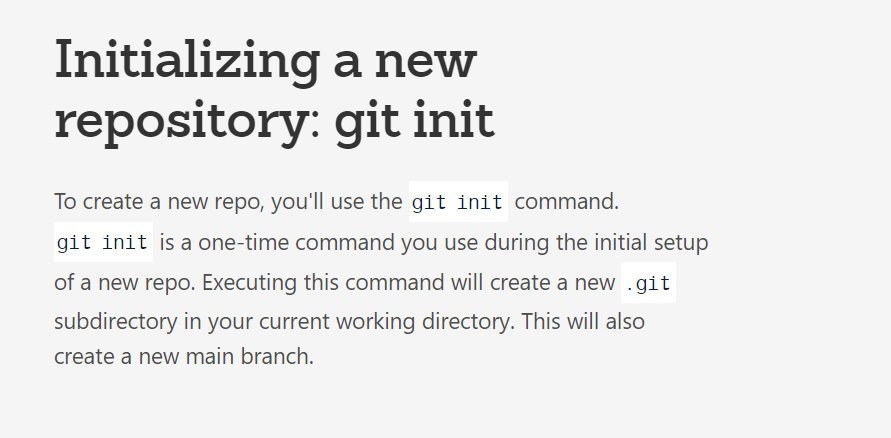 Initializing a new
repository: git init
To create a new repo, you'll use the git init command.
git init is a one-time command you use during the initial setup
of a new repo. Executing this command will create a new .git
subdirectory in your current working directory. This will also
create a new main branch.